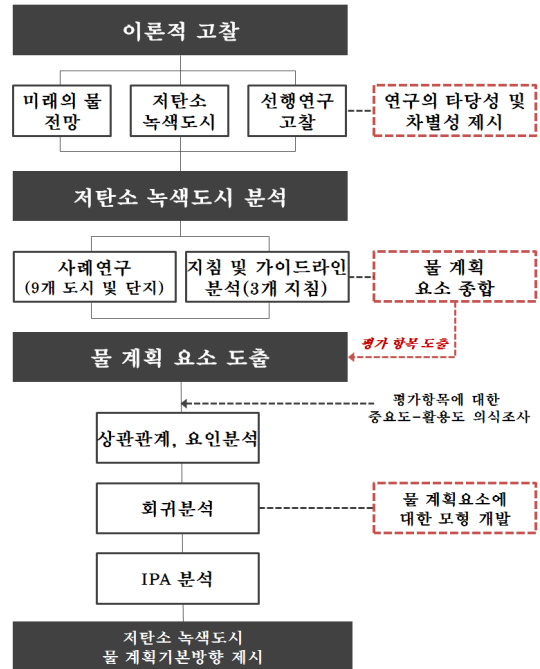 이론적 고찰
미래의 물
전망
저탄소
녹색도시
선행연구
고찰
연구의 타당성 및
차별성 제시
저탄소 녹색도시 분석
사례연구
(9개 도시 및 단지)
지침 및 가이드라인
분석(3개 지침)
물 계획
요소 종합
평가 항목 도출
물 계획 요소 도출
평가항목에 대한
중요도-활용도 의식조사
상관관계, 요인분석
회귀분석
물 계획요소에
대한 모형 개발
IPA 분석
저탄소 녹색도시
물 계획기본방향 제시